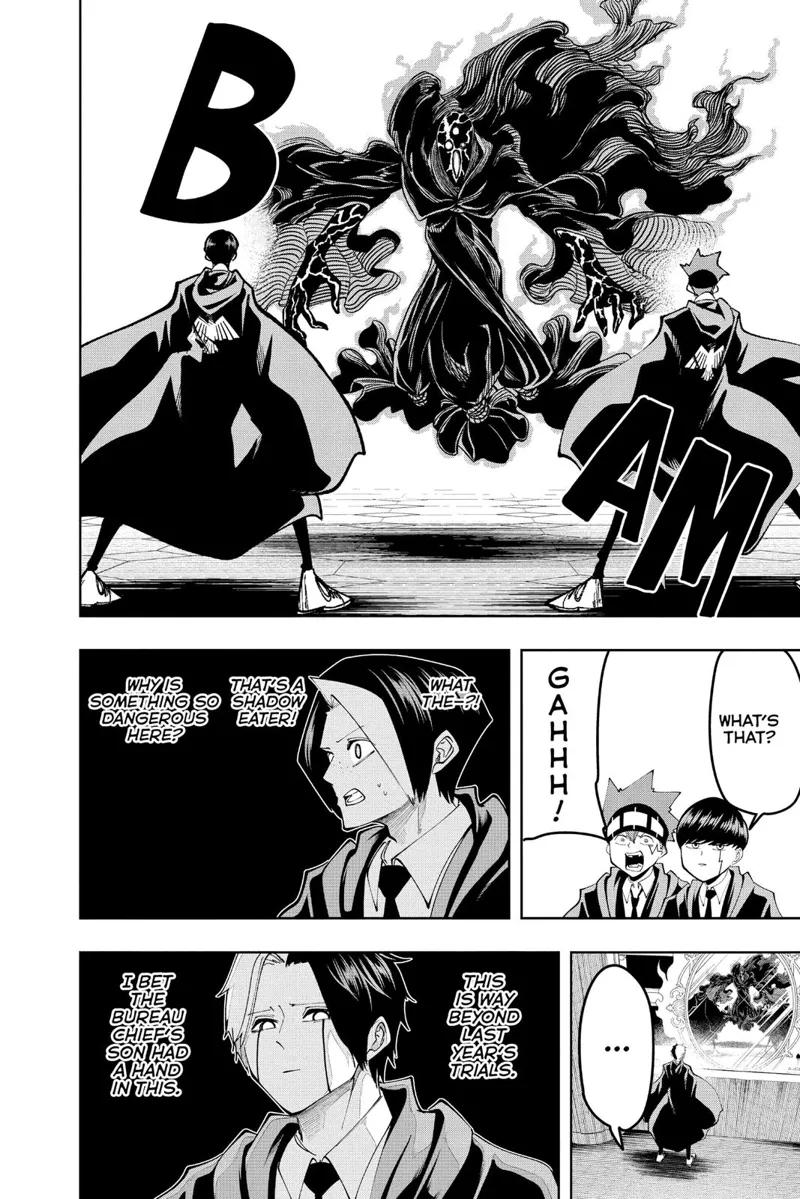 B
AM
WHAT'S
THAT?
GAHHH!
WHAT
THE—?!
THAT'S A
SHADOW
EATER!
WHY IS
SOMETHING SO
DANGEROUS
HERE?
...
THIS
IS WAY
BEYOND
LAST
YEAR'S
TRIALS.
I BET
THE
BUREAU
CHIEF'S
SON HAD
A HAND
IN THIS.